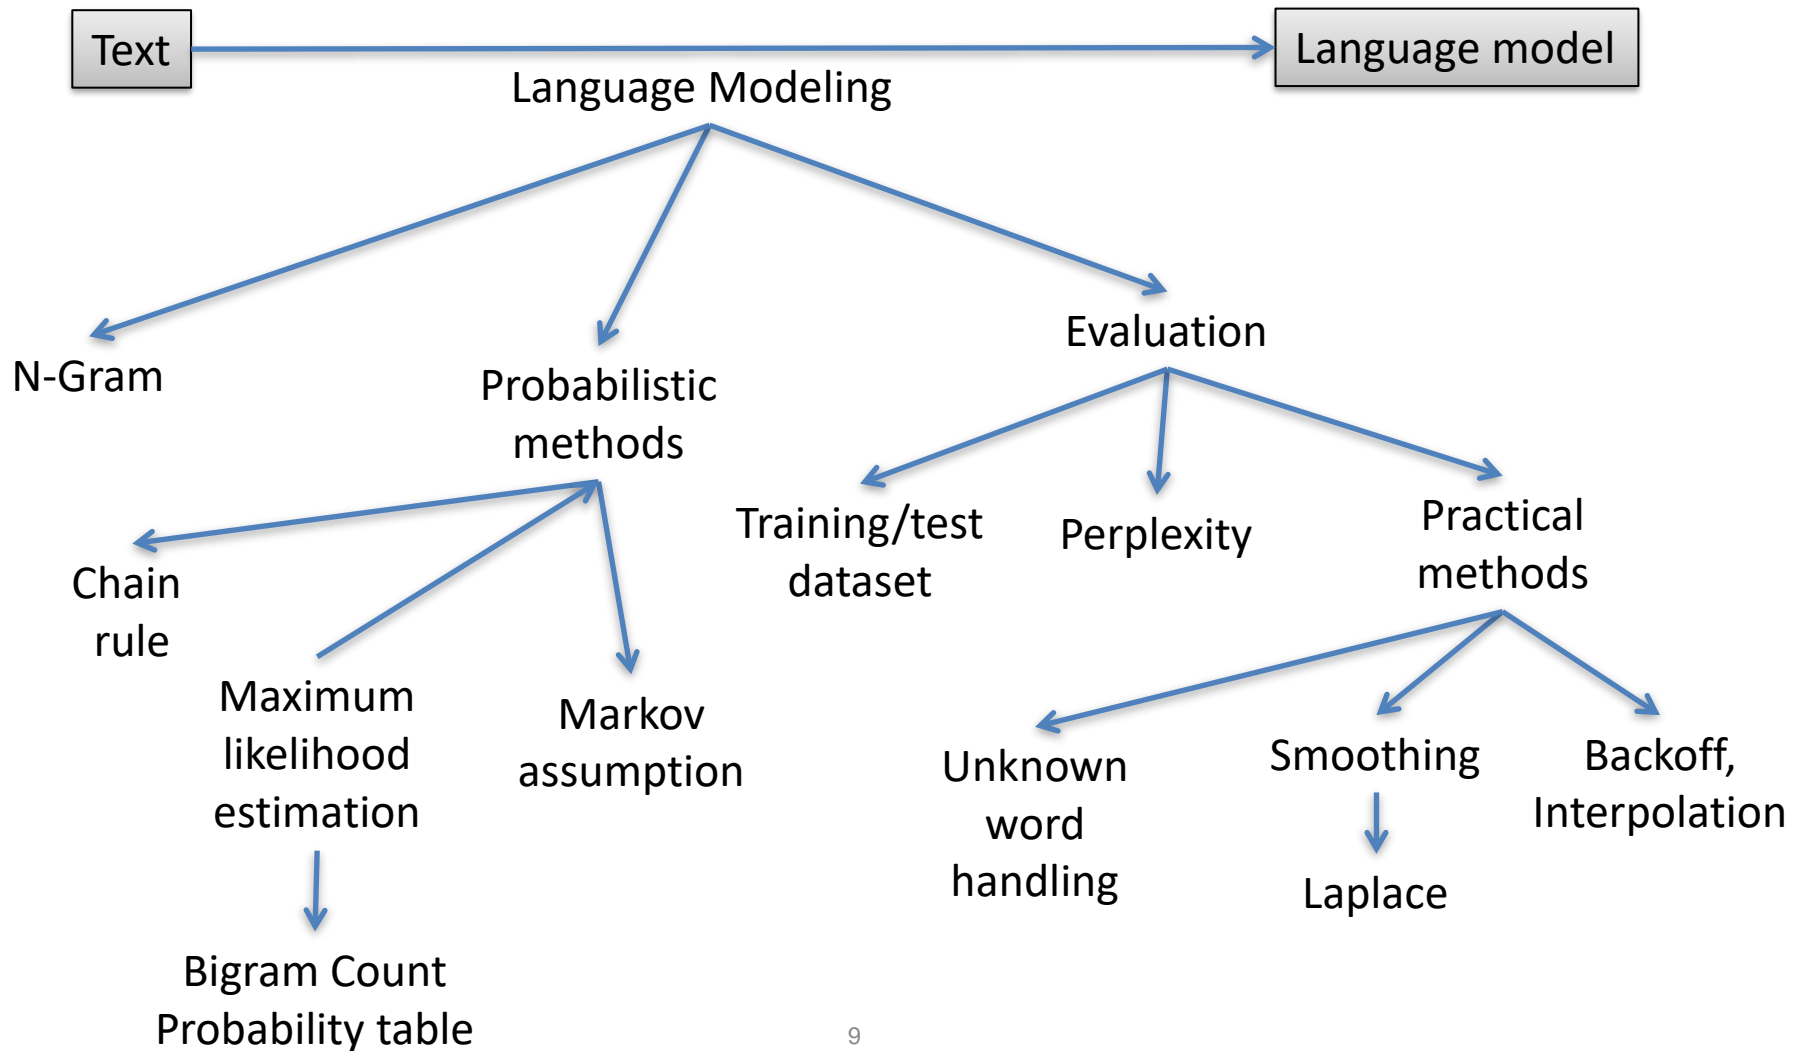 Text
Language model
Language Modeling
N-Gram
Probabilistic
methods
Evaluation
Chain
rule
Maximum
likelihood
estimation
Markov
assumption
Bigram Count
Probability table
Training/test
dataset
Perplexity
Practical
methods
Unknown
word
handling
Smoothing
Laplace
Backoff,
Interpolation
9